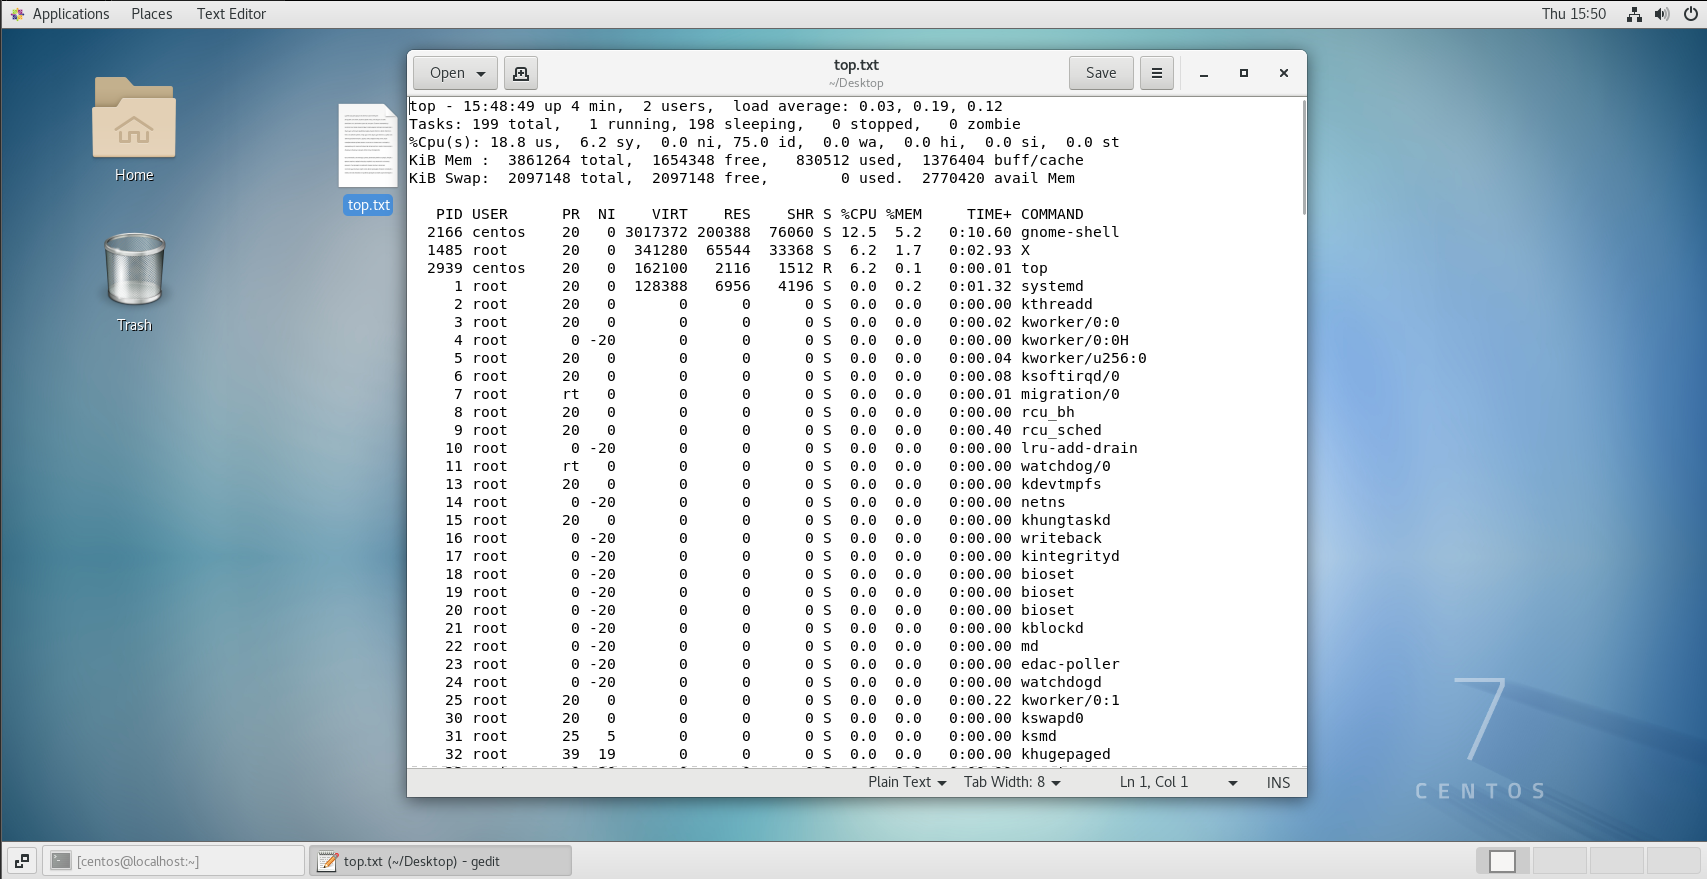 Applications Places Text Editor Thu 15:50
Open top.txt Save
~/Desktop
top - 15:48:49 up 4 min,  2 users,  load average: 0.03, 0.19, 0.12
Tasks: 199 total,   1 running, 198 sleeping,   0 stopped,   0 zombie
%Cpu(s): 18.8 us,  6.2 sy,  0.0 ni, 75.0 id,  0.0 wa,  0.0 hi,  0.0 si,  0.0 st
KiB Mem :  3861264 total,  1654348 free,   830512 used,  1376404 buff/cache
KiB Swap:  2097148 total,  2097148 free,        0 used.  2770420 avail Mem
PID USER      PR  NI    VIRT    RES    SHR S %CPU %MEM     TIME+ COMMAND
2166 centos    20   0 3017372 200388  76060 S 12.5  5.2   0:10.60 gnome-shell
1485 root      20   0  341280  65544  33368 S  6.2  1.7   0:02.93 X
2939 centos    20   0  162100   2116   1512 R  6.2  0.1   0:00.01 top
1 root      20   0  128388   6956   4196 S  0.0  0.2   0:01.32 systemd
2 root      20   0       0      0      0 S  0.0  0.0   0:00.00 kthreadd
3 root      20   0       0      0      0 S  0.0  0.0   0:00.02 kworker/0:0
4 root       0 -20       0      0      0 S  0.0  0.0   0:00.00 kworker/0:0H
5 root      20   0       0      0      0 S  0.0  0.0   0:00.04 kworker/u256:0
6 root      20   0       0      0      0 S  0.0  0.0   0:00.08 ksoftirqd/0
7 root      rt   0       0      0      0 S  0.0  0.0   0:00.01 migration/0
8 root      20   0       0      0      0 S  0.0  0.0   0:00.00 rcu_bh
9 root      20   0       0      0      0 S  0.0  0.0   0:00.40 rcu_sched
10 root       0 -20       0      0      0 S  0.0  0.0   0:00.00 lru-add-drain
11 root      rt   0       0      0      0 S  0.0  0.0   0:00.00 watchdog/0
13 root      20   0       0      0      0 S  0.0  0.0   0:00.00 kdevtmpfs
14 root       0 -20       0      0      0 S  0.0  0.0   0:00.00 netns
15 root      20   0       0      0      0 S  0.0  0.0   0:00.00 khungtaskd
16 root       0 -20       0      0      0 S  0.0  0.0   0:00.00 writeback
17 root       0 -20       0      0      0 S  0.0  0.0   0:00.00 kintegrityd
18 root       0 -20       0      0      0 S  0.0  0.0   0:00.00 bioset
19 root       0 -20       0      0      0 S  0.0  0.0   0:00.00 bioset
20 root       0 -20       0      0      0 S  0.0  0.0   0:00.00 bioset
21 root       0 -20       0      0      0 S  0.0  0.0   0:00.00 kblockd
22 root       0 -20       0      0      0 S  0.0  0.0   0:00.00 md
23 root       0 -20       0      0      0 S  0.0  0.0   0:00.00 edac-poller
24 root       0 -20       0      0      0 S  0.0  0.0   0:00.00 watchdogd
25 root      20   0       0      0      0 S  0.0  0.0   0:00.22 kworker/0:1
30 root      20   0       0      0      0 S  0.0  0.0   0:00.00 kswapd0
31 root      25   5       0      0      0 S  0.0  0.0   0:00.00 ksmd
32 root      39  19       0      0      0 S  0.0  0.0   0:00.00 khugepaged
Plain Text Tab Width: 8 Ln 1, Col 1 INS
Home
top.txt
Trash
7
CENTOS
[centos@localhost:~] top.txt (~/Desktop) - gedit